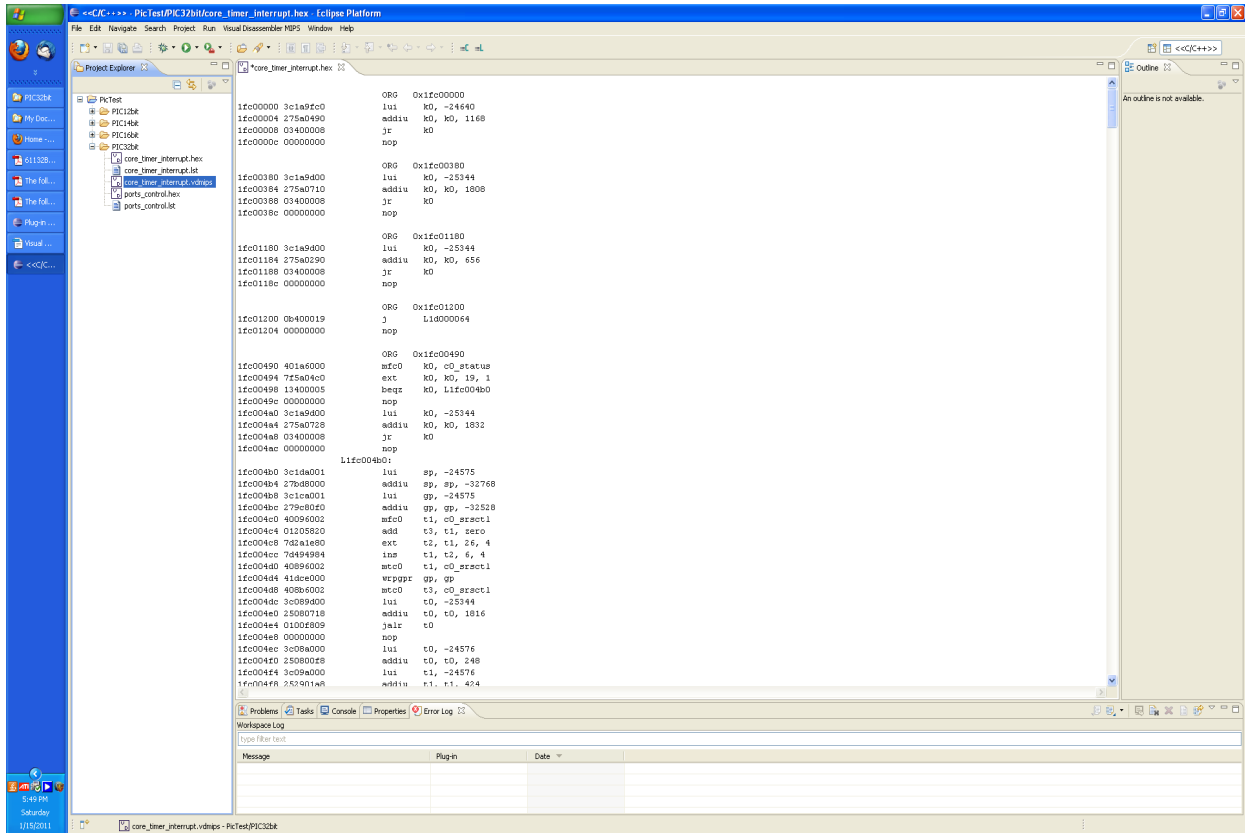 <<C/C++>> - PicTest/PIC32bit/core_timer_interrupt.hex - Eclipse Platform
File Edit Navigate Search Project Run Visual Disassembler MIPS Window Help
<<C/C++>>
Project Explorer
*core_timer_interrupt.hex
Outline
An outline is not available.
PicTest
PIC12bit
PIC14bit
PIC16bit
PIC32bit
core_timer_interrupt.hex
core_timer_interrupt.lst
core_timer_interrupt.vdmips
ports_control.hex
ports_control.lst
PIC32bit
My Doc...
Home -...
61132B...
The foll...
The foll...
Plug-in ...
Visual ...
<<C/C...
5:49 PM
Saturday
1/15/2011
ORG 0x1fc00000
1fc00000 3c1a9fc0 lui k0, -24640
1fc00004 275a0490 addiu k0, k0, 1168
1fc00008 03400008 jr k0
1fc0000c 00000000 nop
ORG 0x1fc00380
1fc00380 3c1a9d00 lui k0, -25344
1fc00384 275a0710 addiu k0, k0, 1808
1fc00388 03400008 jr k0
1fc0038c 00000000 nop
ORG 0x1fc01180
1fc01180 3c1a9d00 lui k0, -25344
1fc01184 275a0290 addiu k0, k0, 656
1fc01188 03400008 jr k0
1fc0118c 00000000 nop
ORG 0x1fc01200
1fc01200 0b400019 j L1d000064
1fc01204 00000000 nop
ORG 0x1fc00490
1fc00490 401a6000 mfc0 k0, c0_status
1fc00494 7f5a04c0 ext k0, k0, 19, 1
1fc00498 13400005 beqz k0, L1fc004b0
1fc0049c 00000000 nop
1fc004a0 3c1a9d00 lui k0, -25344
1fc004a4 275a0728 addiu k0, k0, 1832
1fc004a8 03400008 jr k0
1fc004ac 00000000 nop
L1fc004b0:
1fc004b0 3c1da001 lui sp, -24575
1fc004b4 27bd8000 addiu sp, sp, -32768
1fc004b8 3c1ca001 lui gp, -24575
1fc004bc 279c80f0 addiu gp, gp, -32528
1fc004c0 40096002 mfc0 t1, c0_srsctl
1fc004c4 01205820 add t3, t1, zero
1fc004c8 7d2a1e80 ext t2, t1, 26, 4
1fc004cc 7d494984 ins t1, t2, 6, 4
1fc004d0 40896002 mtc0 t1, c0_srsctl
1fc004d4 41dce000 wrpgpr gp, gp
1fc004d8 408b6002 mtc0 t3, c0_srsctl
1fc004dc 3c089d00 lui t0, -25344
1fc004e0 25080718 addiu t0, t0, 1816
1fc004e4 0100f809 jalr t0
1fc004e8 00000000 nop
1fc004ec 3c08a000 lui t0, -24576
1fc004f0 250800f8 addiu t0, t0, 248
1fc004f4 3c09a000 lui t1, -24576
1fc004f8 252901a8 addiu t1, t1, 424
Problems Tasks Console Properties Error Log
Workspace Log
type filter text
Message Plug-in Date
core_timer_interrupt.vdmips - PicTest/PIC32bit